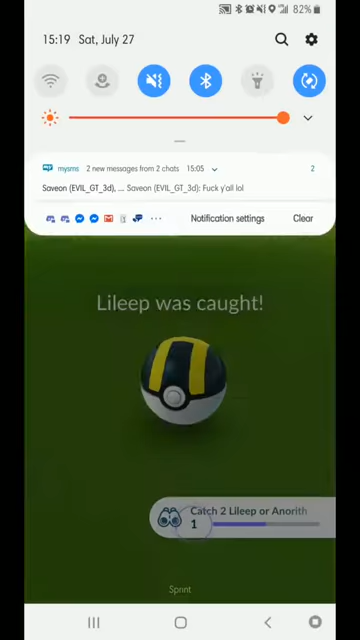 82%
15:19 Sat, July 27
mysms 2 new messages from 2 chats 15:05 2
Saveon (EVIL_GT_3d), ... Saveon (EVIL_GT_3d): Fuck y'all lol
Notification settings Clear
Lileep was caught!
Catch 2 Lileep or Anorith
1
Sprint